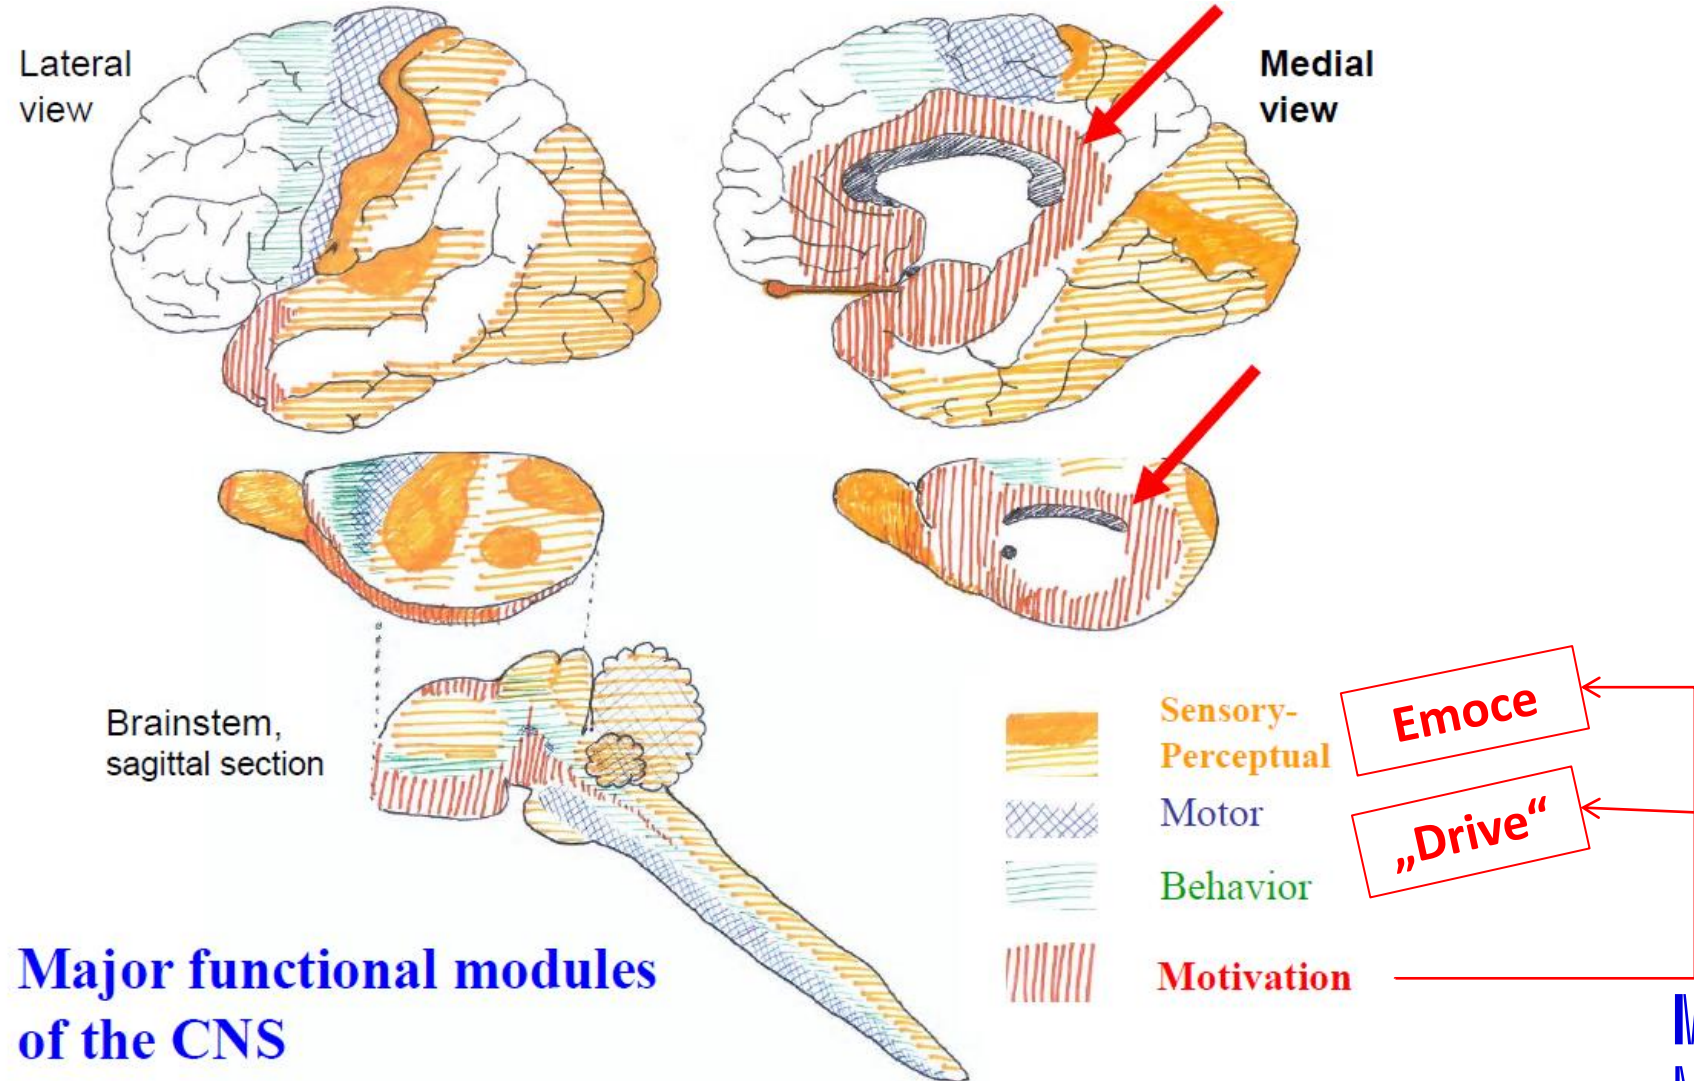 Lateral
view
Medial
view
Brainstem,
sagittal section
Sensory-
Perceptual
Motor
Behavior
Motivation
Emoce
„Drive“
Major functional modules
of the CNS